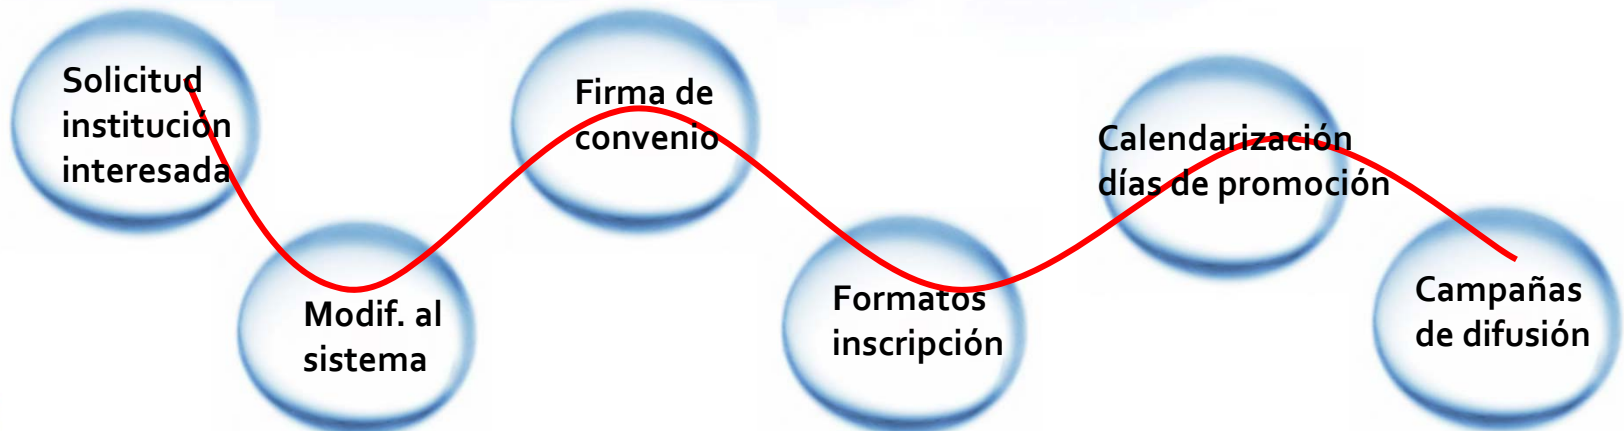 Solicitud
institución
interesada
Modif. al
sistema
Firma de
convenio
Formatos
inscripción
Calendarización
días de promoción
Campañas
de difusión